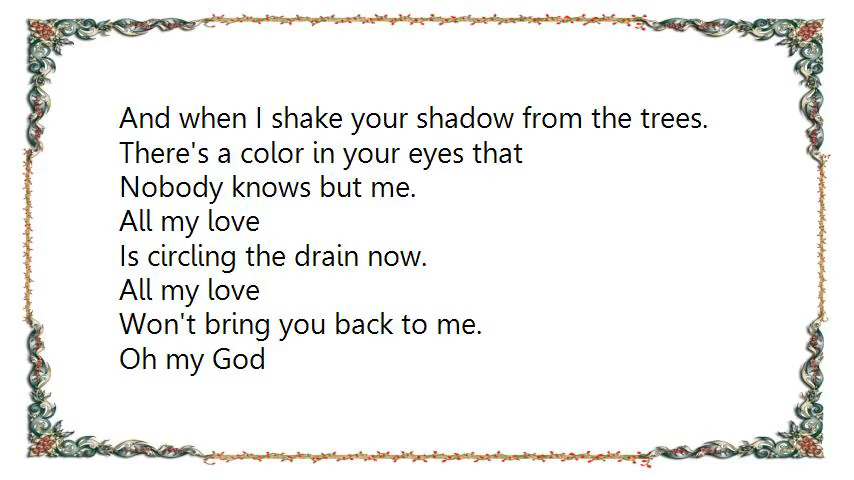 And when I shake your shadow from the trees.
There's a color in your eyes that
Nobody knows but me.
All my love
Is circling the drain now.
All my love
Won't bring you back to me.
Oh my God